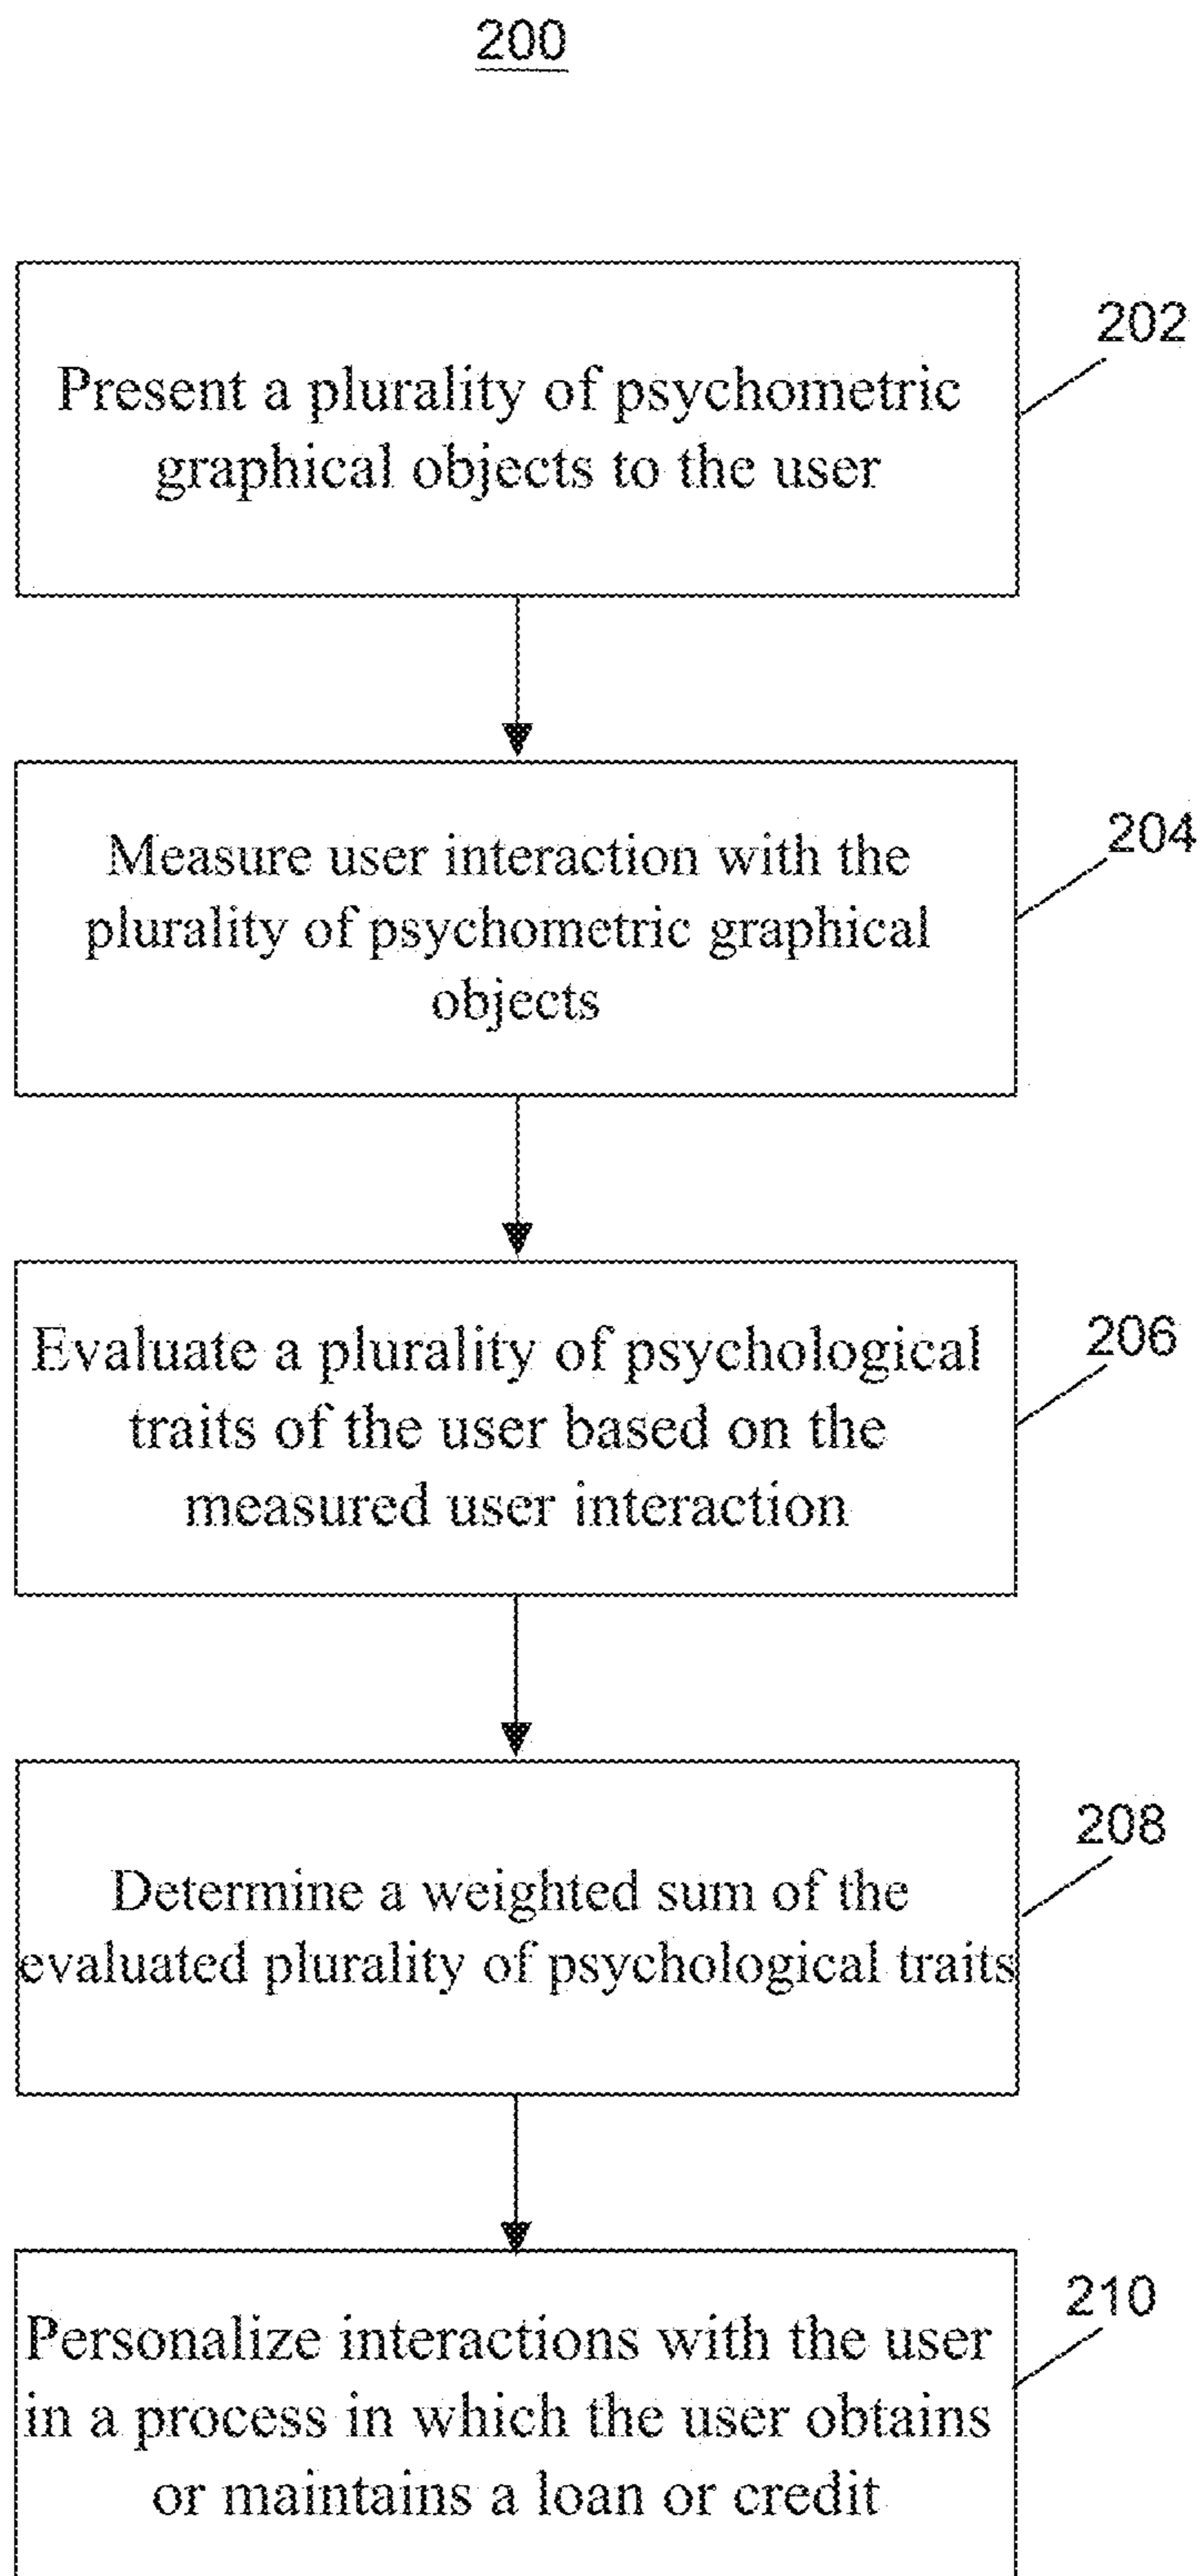 200
202
Present a plurality of psychometric
graphical objects to the user
204
Measure user interaction with the
plurality of psychometric graphical
objects
206
Evaluate a plurality of psychological
traits of the user based on the
measured user interaction
208
Determine a weighted sum of the
evaluated plurality of psychological traits
210
Personalize interactions with the user
in a process in which the user obtains
or maintains a loan or credit